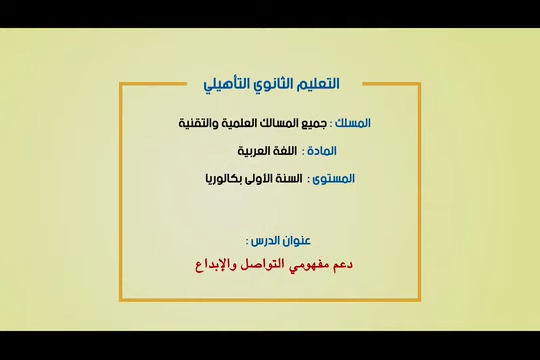 التعليم الثانوي التأهيلي
المسلك : جميع المسالك العلمية والتقنية
المادة : اللغة العربية
المستوى : السنة الأولى بكالوريا
عنوان الدرس :
دعم مفهومي التواصل والإبداع